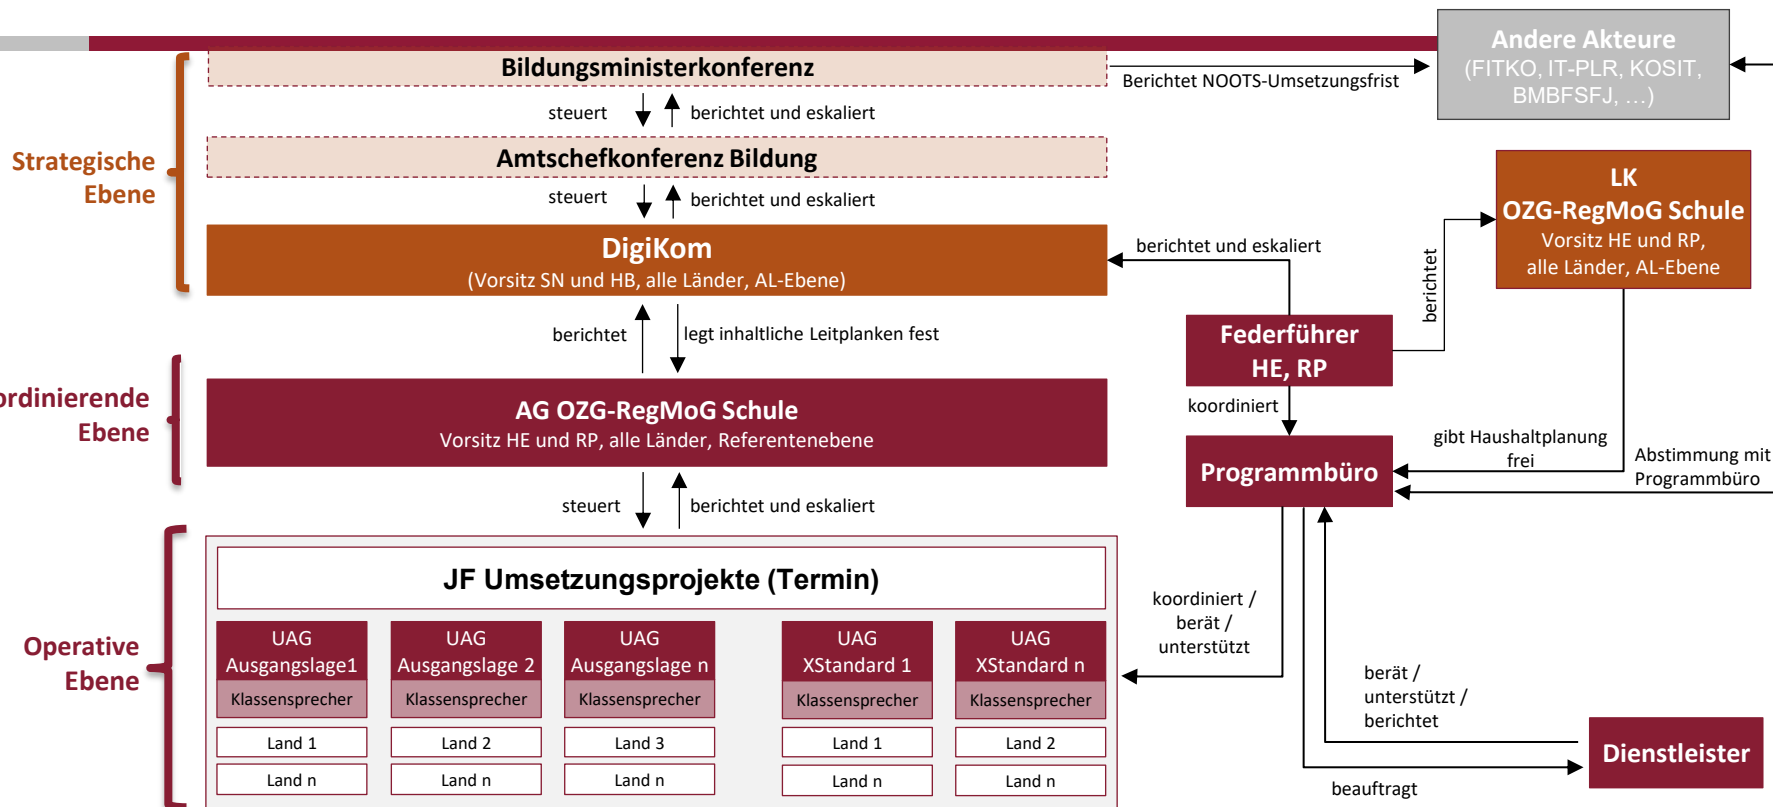 Andere Akteure
(FITKO, IT-PLR, KOSIT,
BMBFSFJ, …)
Bildungsministerkonferenz
Berichtet NOOTS-Umsetzungsfrist
steuert
berichtet und eskaliert
Strategische
Ebene
Amtschefkonferenz Bildung
steuert
berichtet und eskaliert
LK
OZG-RegMoG Schule
Vorsitz HE und RP,
alle Länder, AL-Ebene
DigiKom
(Vorsitz SN und HB, alle Länder, AL-Ebene)
berichtet und eskaliert
berichtet
berichtet
legt inhaltliche Leitplanken fest
Federführer
HE, RP
ordinierende
Ebene
AG OZG-RegMoG Schule
Vorsitz HE und RP, alle Länder, Referentenebene
koordiniert
gibt Haushaltplanung
frei
Abstimmung mit
Programmbüro
Programmbüro
steuert
berichtet und eskaliert
JF Umsetzungsprojekte (Termin)
koordiniert /
berät /
unterstützt
Operative
Ebene
UAG
Ausgangslage1
Klassensprecher
Land 1
Land n
UAG
Ausgangslage 2
Klassensprecher
Land 2
Land n
UAG
Ausgangslage n
Klassensprecher
Land 3
Land n
UAG
XStandard 1
Klassensprecher
Land 1
Land n
UAG
XStandard n
Klassensprecher
Land 2
Land n
berät /
unterstützt /
berichtet
Dienstleister
beauftragt